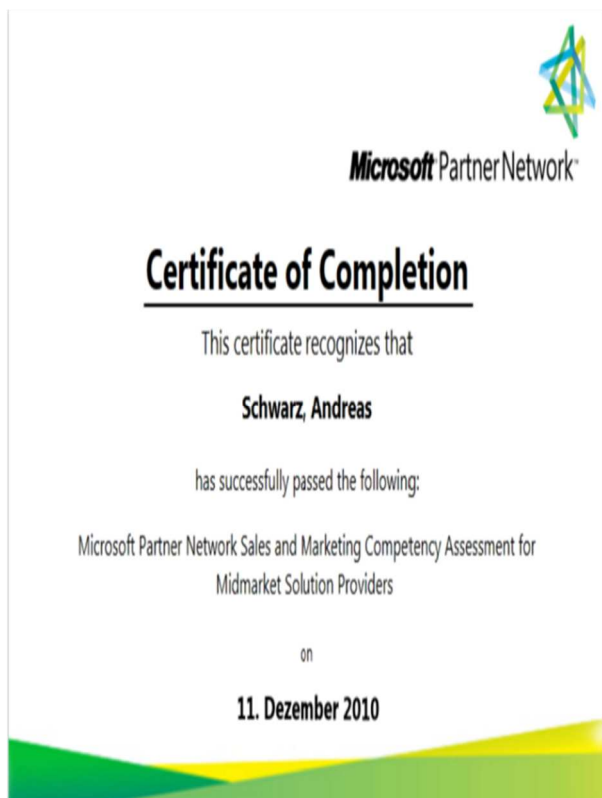 Microsoft Partner Network™
Certificate of Completion
This certificate recognizes that
Schwarz, Andreas
has successfully passed the following:
Microsoft Partner Network Sales and Marketing Competency Assessment for
Midmarket Solution Providers
on
11. Dezember 2010